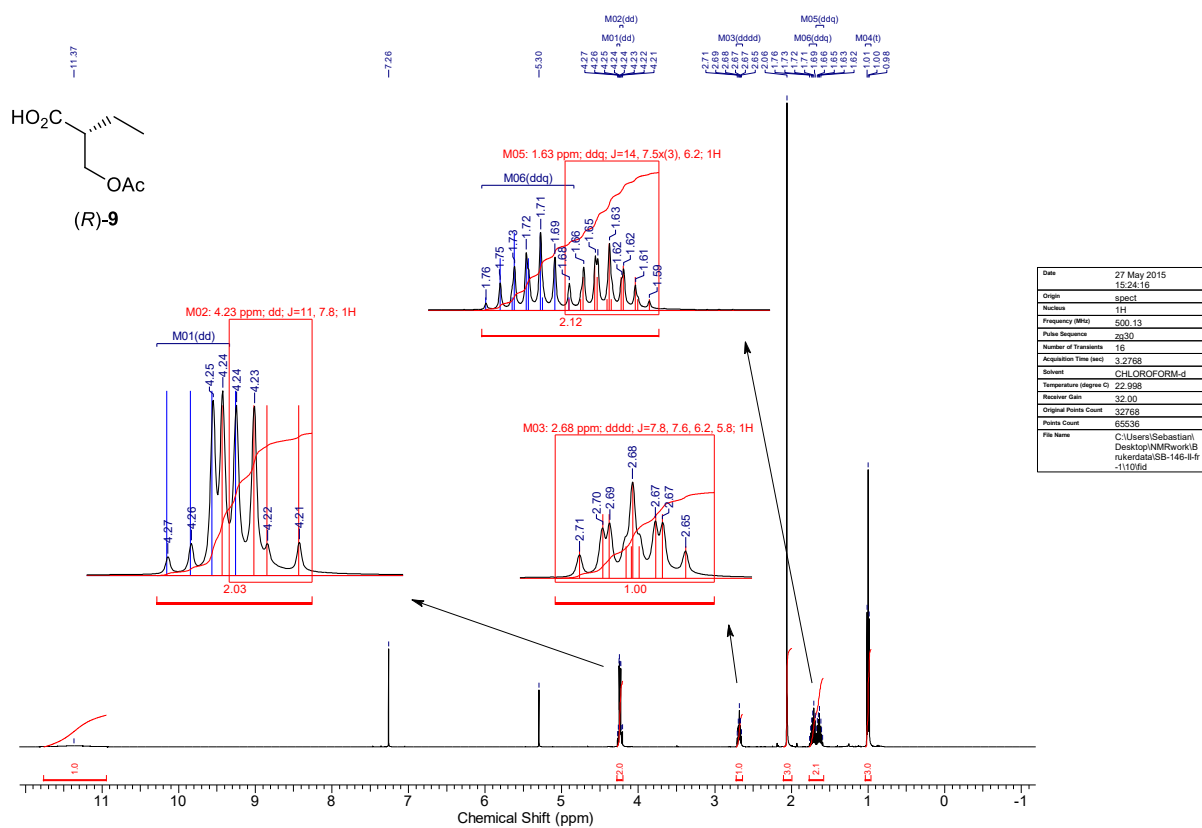 M02(dd)
M05(ddq)
M01(dd)
M03(dddd)
M06(ddq)
M04(t)
11.37
7.26
5.30
4.27
4.26
4.25
4.24
4.24
4.23
4.22
4.21
2.71
2.69
2.68
2.67
2.67
2.65
2.06
1.76
1.73
1.72
1.71
1.69
1.66
1.65
1.63
1.62
1.01
1.00
0.98
HO2C
OAc
(R)-9
M05: 1.63 ppm; ddq; J=14, 7.5x(3), 6.2; 1H
M06(ddq)
1.76
1.75
1.73
1.72
1.71
1.69
1.68
1.66
1.65
1.63
1.62
1.62
1.61
1.59
2.12
M02: 4.23 ppm; dd; J=11, 7.8; 1H
M01(dd)
4.27
4.26
4.25
4.24
4.24
4.23
4.22
4.21
2.03
M03: 2.68 ppm; dddd; J=7.8, 7.6, 6.2, 5.8; 1H
2.71
2.70
2.69
2.68
2.67
2.67
2.65
1.00
Date 27 May 2015
15:24:16
Origin spect
Nucleus 1H
Frequency (MHz) 500.13
Pulse Sequence zg30
Number of Transients 16
Acquisition Time (sec) 3.2768
Solvent CHLOROFORM-d
Temperature (degree C) 22.998
Receiver Gain 32.00
Original Points Count 32768
Points Count 65536
File Name C:\Users\Sebastian\
Desktop\NMRwork\B
rukerdata\SB-146-II-fr
-1\10\fid
1.0
2.0
1.0
3.0
2.1
3.0
11 10 9 8 7 6 5 4 3 2 1 0 -1
Chemical Shift (ppm)